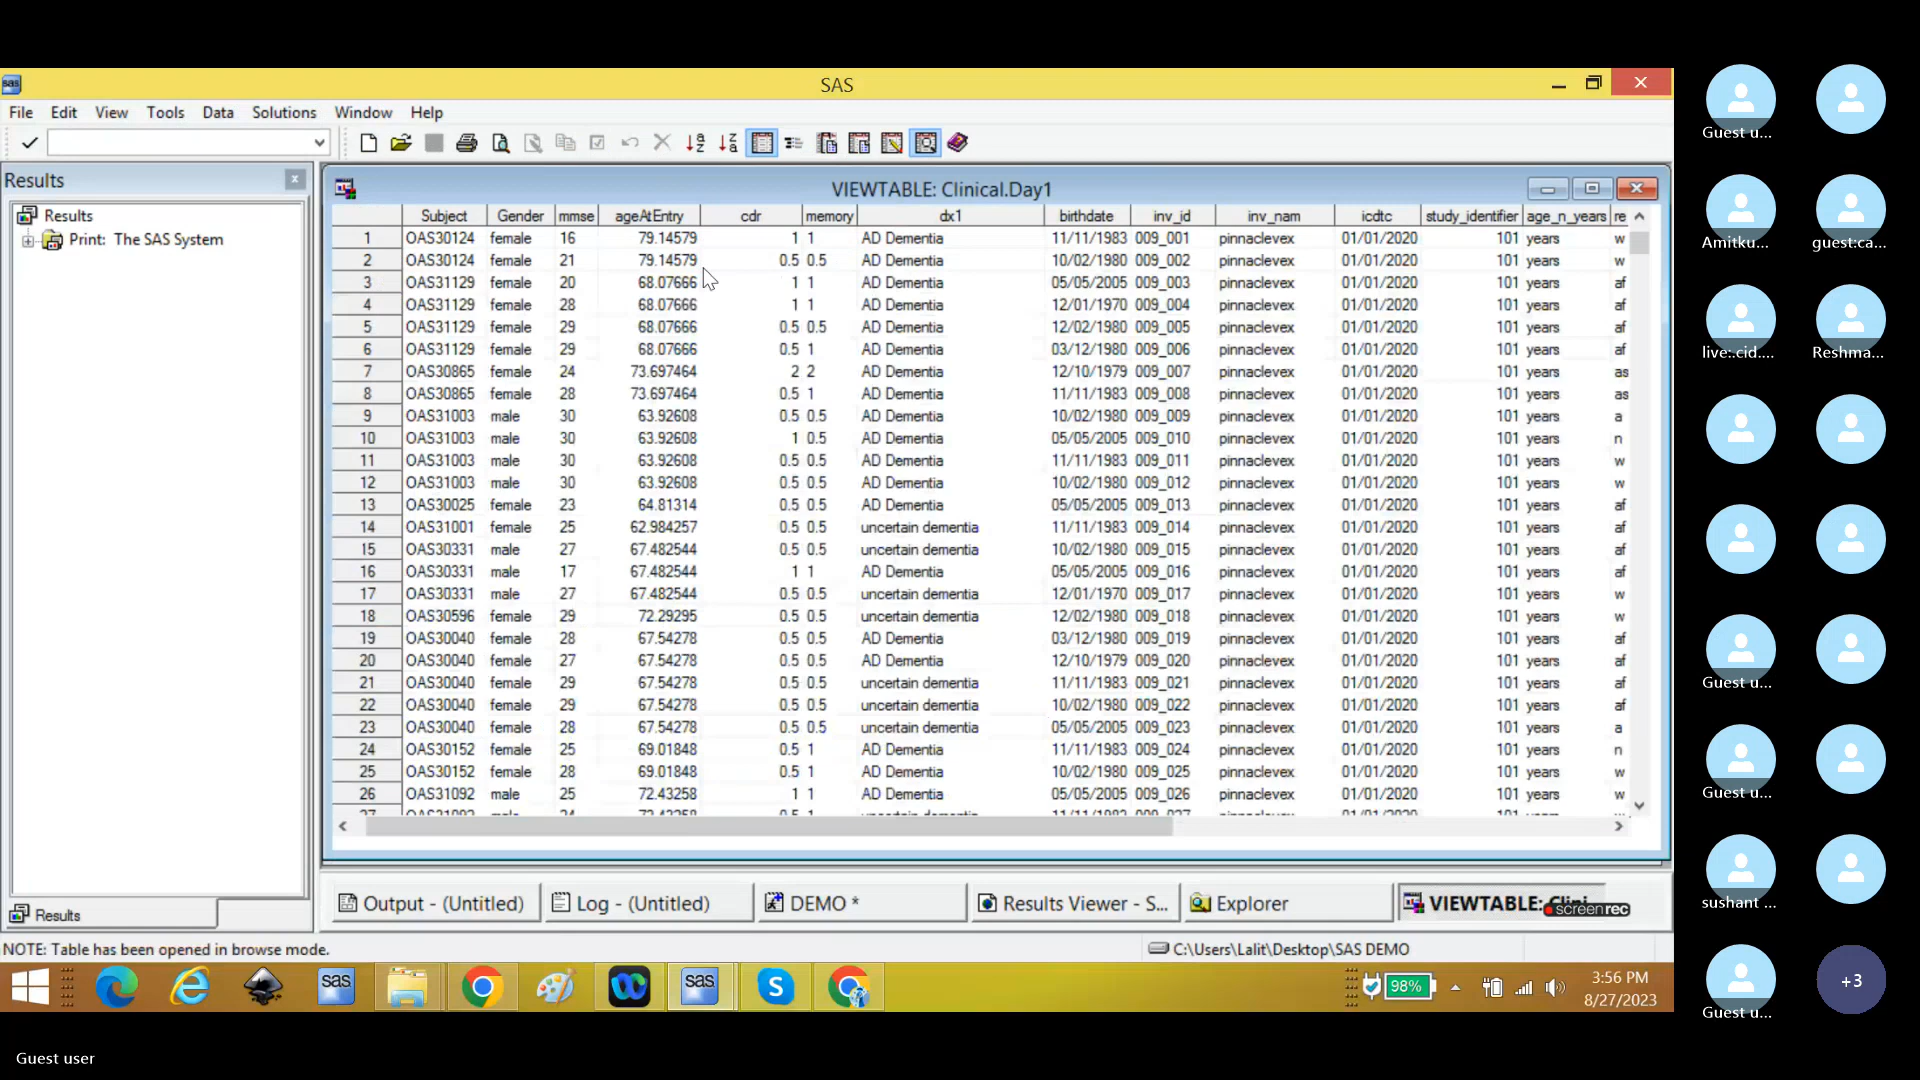 SAS
File Edit View Tools Data Solutions Window Help
Results
VIEWTABLE: Clinical.Day1
Results
Print: The SAS System
Subject Gender mmse ageAtEntry cdr memory dx1 birthdate inv_id inv_nam icdtc study_identifier age_n_years re
1 OAS30124 female 16 79.14579 1 1 AD Dementia 11/11/1983 009_001 pinnaclevex 01/01/2020 101 years w
2 OAS30124 female 21 79.14579 0.5 0.5 AD Dementia 10/02/1980 009_002 pinnaclevex 01/01/2020 101 years w
3 OAS31129 female 20 68.07666 1 1 AD Dementia 05/05/2005 009_003 pinnaclevex 01/01/2020 101 years af
4 OAS31129 female 28 68.07666 1 1 AD Dementia 12/01/1970 009_004 pinnaclevex 01/01/2020 101 years af
5 OAS31129 female 29 68.07666 0.5 0.5 AD Dementia 12/02/1980 009_005 pinnaclevex 01/01/2020 101 years af
6 OAS31129 female 29 68.07666 0.5 1 AD Dementia 03/12/1980 009_006 pinnaclevex 01/01/2020 101 years af
7 OAS30865 female 24 73.697464 2 2 AD Dementia 12/10/1979 009_007 pinnaclevex 01/01/2020 101 years as
8 OAS30865 female 28 73.697464 0.5 1 AD Dementia 11/11/1983 009_008 pinnaclevex 01/01/2020 101 years as
9 OAS31003 male 30 63.92608 0.5 0.5 AD Dementia 10/02/1980 009_009 pinnaclevex 01/01/2020 101 years a
10 OAS31003 male 30 63.92608 1 0.5 AD Dementia 05/05/2005 009_010 pinnaclevex 01/01/2020 101 years n
11 OAS31003 male 30 63.92608 0.5 0.5 AD Dementia 11/11/1983 009_011 pinnaclevex 01/01/2020 101 years w
12 OAS31003 male 30 63.92608 0.5 0.5 AD Dementia 10/02/1980 009_012 pinnaclevex 01/01/2020 101 years w
13 OAS30025 female 23 64.81314 0.5 0.5 AD Dementia 05/05/2005 009_013 pinnaclevex 01/01/2020 101 years af
14 OAS31001 female 25 62.984257 0.5 0.5 uncertain dementia 11/11/1983 009_014 pinnaclevex 01/01/2020 101 years af
15 OAS30331 male 27 67.482544 0.5 0.5 uncertain dementia 10/02/1980 009_015 pinnaclevex 01/01/2020 101 years af
16 OAS30331 male 17 67.482544 1 1 AD Dementia 05/05/2005 009_016 pinnaclevex 01/01/2020 101 years af
17 OAS30331 male 27 67.482544 0.5 0.5 uncertain dementia 12/01/1970 009_017 pinnaclevex 01/01/2020 101 years w
18 OAS30596 female 29 72.29295 0.5 0.5 uncertain dementia 12/02/1980 009_018 pinnaclevex 01/01/2020 101 years w
19 OAS30040 female 28 67.54278 0.5 0.5 AD Dementia 03/12/1980 009_019 pinnaclevex 01/01/2020 101 years af
20 OAS30040 female 27 67.54278 0.5 0.5 AD Dementia 12/10/1979 009_020 pinnaclevex 01/01/2020 101 years af
21 OAS30040 female 29 67.54278 0.5 0.5 uncertain dementia 11/11/1983 009_021 pinnaclevex 01/01/2020 101 years af
22 OAS30040 female 29 67.54278 0.5 0.5 uncertain dementia 10/02/1980 009_022 pinnaclevex 01/01/2020 101 years af
23 OAS30040 female 28 67.54278 0.5 0.5 uncertain dementia 05/05/2005 009_023 pinnaclevex 01/01/2020 101 years a
24 OAS30152 female 25 69.01848 0.5 1 AD Dementia 11/11/1983 009_024 pinnaclevex 01/01/2020 101 years n
25 OAS30152 female 28 69.01848 0.5 1 AD Dementia 10/02/1980 009_025 pinnaclevex 01/01/2020 101 years w
26 OAS31092 male 25 72.43258 1 1 AD Dementia 05/05/2005 009_026 pinnaclevex 01/01/2020 101 years w
Results
Output - (Untitled) Log - (Untitled) DEMO * Results Viewer - S... Explorer VIEWTABLE:
screenrec
NOTE: Table has been opened in browse mode. C:\Users\Lalit\Desktop\SAS DEMO
98%
3:56 PM
8/27/2023
Guest user
Guest u...
Amitku... guest:ca...
live:.cid.... Reshma...
Guest u...
Guest u...
sushant ...
Guest u...
+3